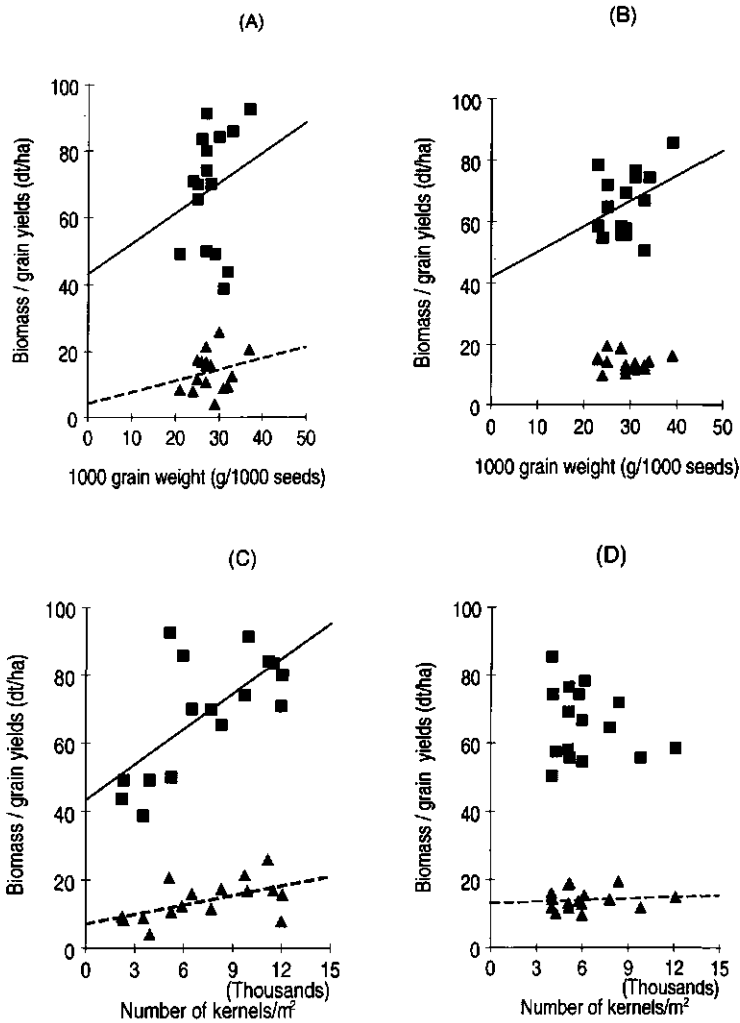 (A)
Biomass / grain yields (dt/ha)
100
80
60
40
20
0
0 10 20 30 40 50
1000 grain weight (g/1000 seeds)
(B)
Biomass / grain yields (dt/ha)
100
80
60
40
20
0
0 10 20 30 40 50
1000 grain weight (g/1000 seeds)
(C)
Biomass / grain yields (dt/ha)
100
80
60
40
20
0
0 3 6 9 12 15
(Thousands)
Number of kernels/m²
(D)
Biomass / grain yields (dt/ha)
100
80
60
40
20
0
0 3 6 9 12 15
(Thousands)
Number of kernels/m²